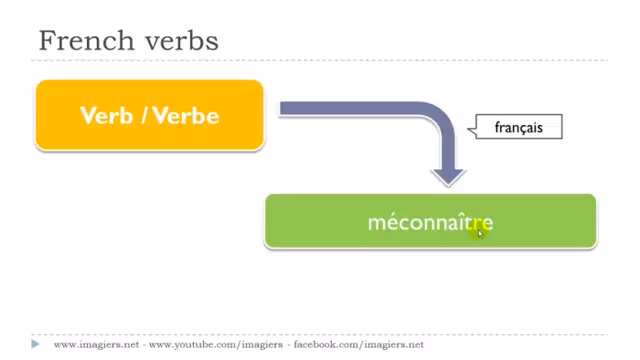 French verbs
Verb / Verbe
français
méconnaître
www.imagiers.net - www.youtube.com/imagiers - facebook.com/imagiers.net